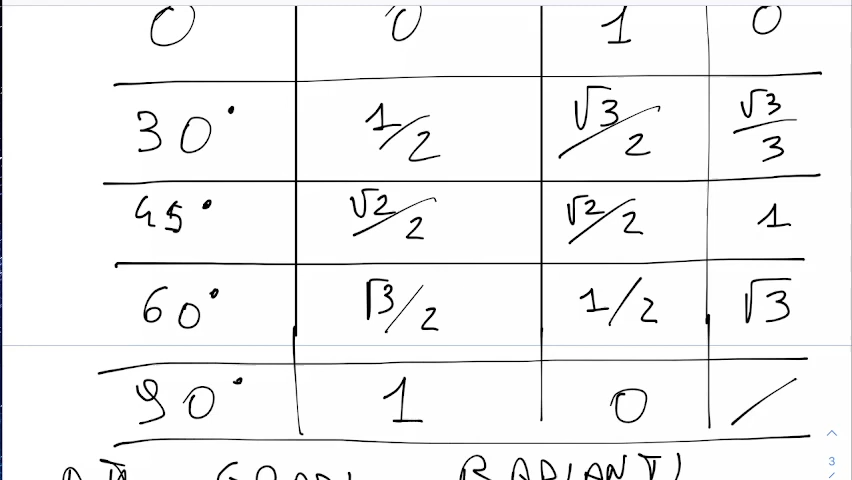 0 0 1 0
30° 1/2 √3/2 √3/3
45° √2/2 √2/2 1
60° √3/2 1/2 √3
90° 1 0 /
GRADI RADIANTI
3